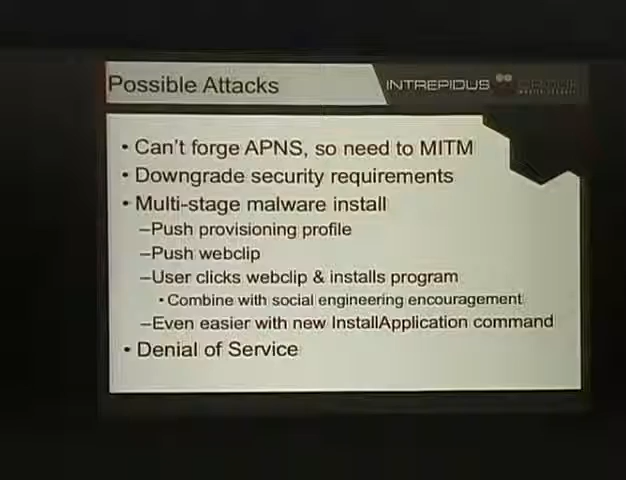 Possible Attacks
INTREPIDUS
• Can't forge APNS, so need to MITM
• Downgrade security requirements
• Multi-stage malware install
–Push provisioning profile
–Push webclip
–User clicks webclip & installs program
• Combine with social engineering encouragement
–Even easier with new InstallApplication command
• Denial of Service